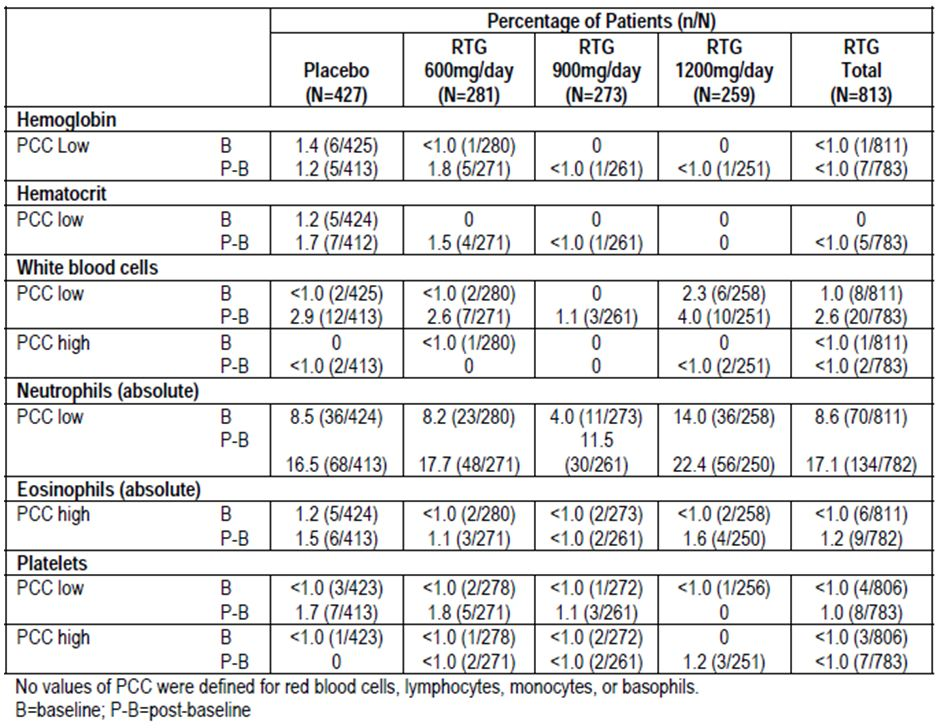 Percentage of Patients (n/N)
Placebo (N=427) RTG 600mg/day (N=281) RTG 900mg/day (N=273) RTG 1200mg/day (N=259) RTG Total (N=813)
Hemoglobin
PCC Low B 1.4 (6/425) <1.0 (1/280) 0 0 <1.0 (1/811)
P-B 1.2 (5/413) 1.8 (5/271) <1.0 (1/261) <1.0 (1/251) <1.0 (7/783)
Hematocrit
PCC low B 1.2 (5/424) 0 0 0 0
P-B 1.7 (7/412) 1.5 (4/271) <1.0 (1/261) 0 <1.0 (5/783)
White blood cells
PCC low B <1.0 (2/425) <1.0 (2/280) 0 2.3 (6/258) 1.0 (8/811)
P-B 2.9 (12/413) 2.6 (7/271) 1.1 (3/261) 4.0 (10/251) 2.6 (20/783)
PCC high B 0 <1.0 (1/280) 0 0 <1.0 (1/811)
P-B <1.0 (2/413) 0 0 <1.0 (2/251) <1.0 (2/783)
Neutrophils (absolute)
PCC low B 8.5 (36/424) 8.2 (23/280) 4.0 (11/273) 14.0 (36/258) 8.6 (70/811)
P-B 11.5
16.5 (68/413) 17.7 (48/271) (30/261) 22.4 (56/250) 17.1 (134/782)
Eosinophils (absolute)
PCC high B 1.2 (5/424) <1.0 (2/280) <1.0 (2/273) <1.0 (2/258) <1.0 (6/811)
P-B 1.5 (6/413) 1.1 (3/271) <1.0 (2/261) 1.6 (4/250) 1.2 (9/782)
Platelets
PCC low B <1.0 (3/423) <1.0 (2/278) <1.0 (1/272) <1.0 (1/256) <1.0 (4/806)
P-B 1.7 (7/413) 1.8 (5/271) 1.1 (3/261) 0 1.0 (8/783)
PCC high B <1.0 (1/423) <1.0 (1/278) <1.0 (2/272) 0 <1.0 (3/806)
P-B 0 <1.0 (2/271) <1.0 (2/261) 1.2 (3/251) <1.0 (7/783)
No values of PCC were defined for red blood cells, lymphocytes, monocytes, or basophils.
B=baseline; P-B=post-baseline